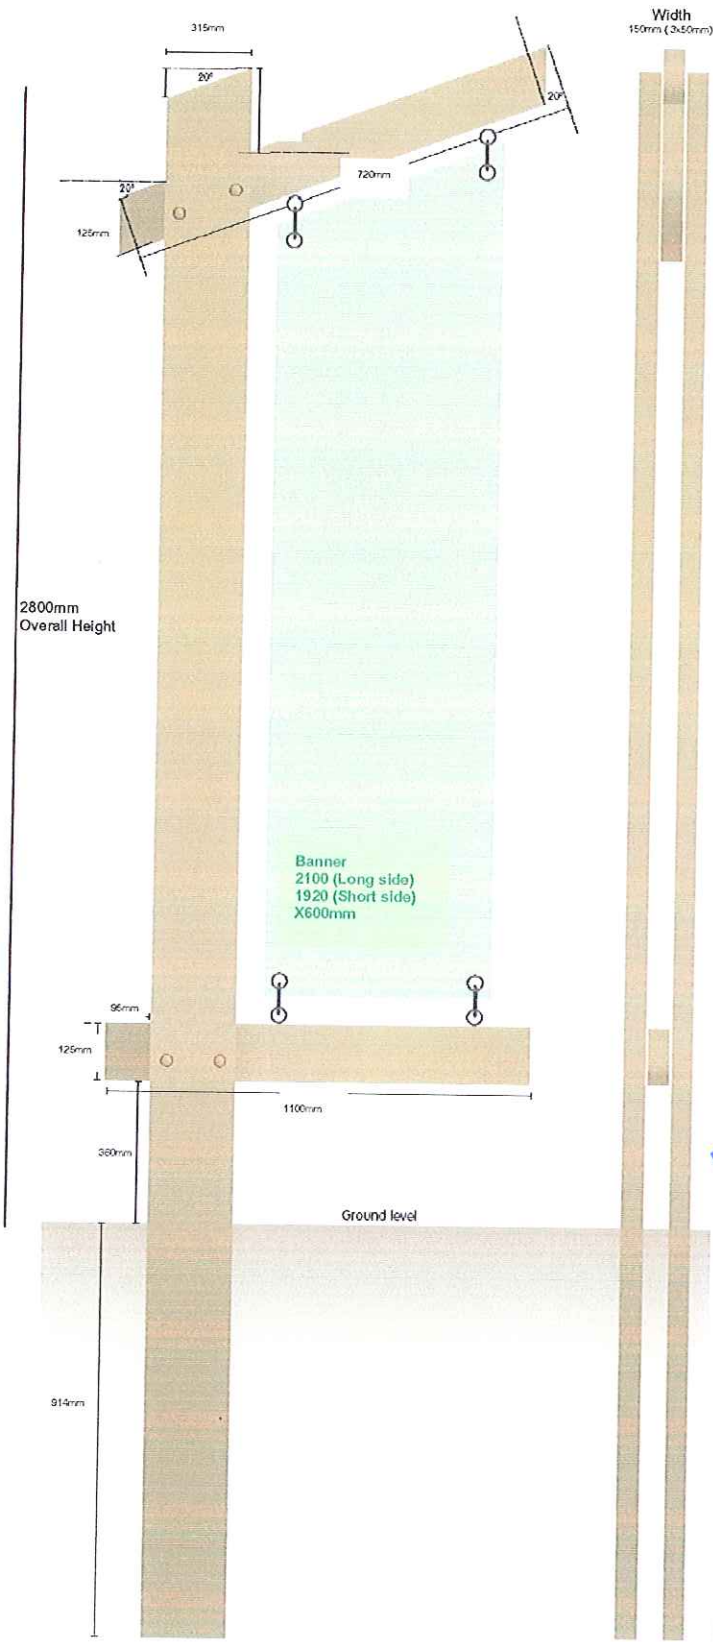 Width
150mm (3x50mm)
315mm
20°
20°
720mm
20°
125mm
2800mm
Overall Height
Banner
2100 (Long side)
1920 (Short side)
X600mm
95mm
125mm
1100mm
360mm
Ground level
914mm